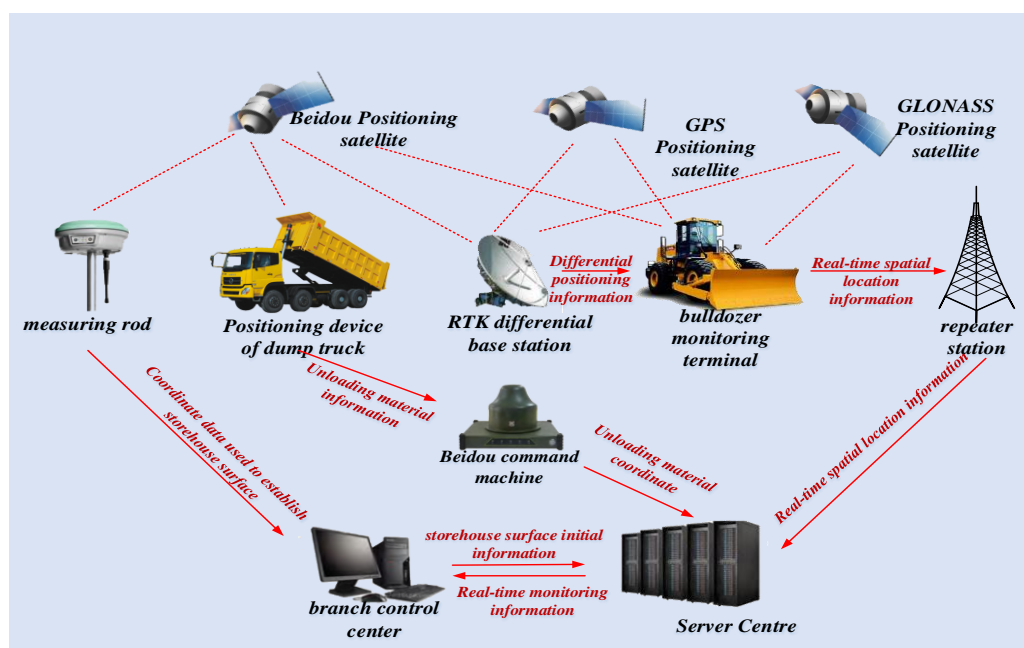 Beidou Positioning
satellite
GPS
Positioning
satellite
GLONASS
Positioning
satellite
measuring rod
Positioning device
of dump truck
RTK differential
base station
Differential
positioning
information
bulldozer
monitoring
terminal
Real-time spatial
location
information
repeater
station
Coordinate data used to establish
storehouse surface
Unloading material
information
Beidou command
machine
Unloading material
coordinate
Real-time spatial location information
branch control
center
storehouse surface initial
information
Real-time monitoring
information
Server Centre